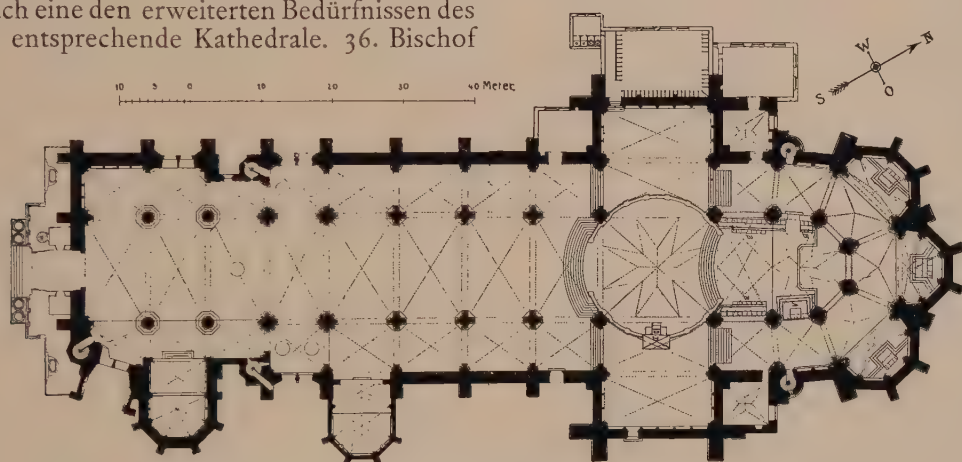 ch eine den erweiterten Bedürfnissen des
entsprechende Kathedrale. 36. Bischof
10 5 0 10 20 30 40 Meter
W N
S O